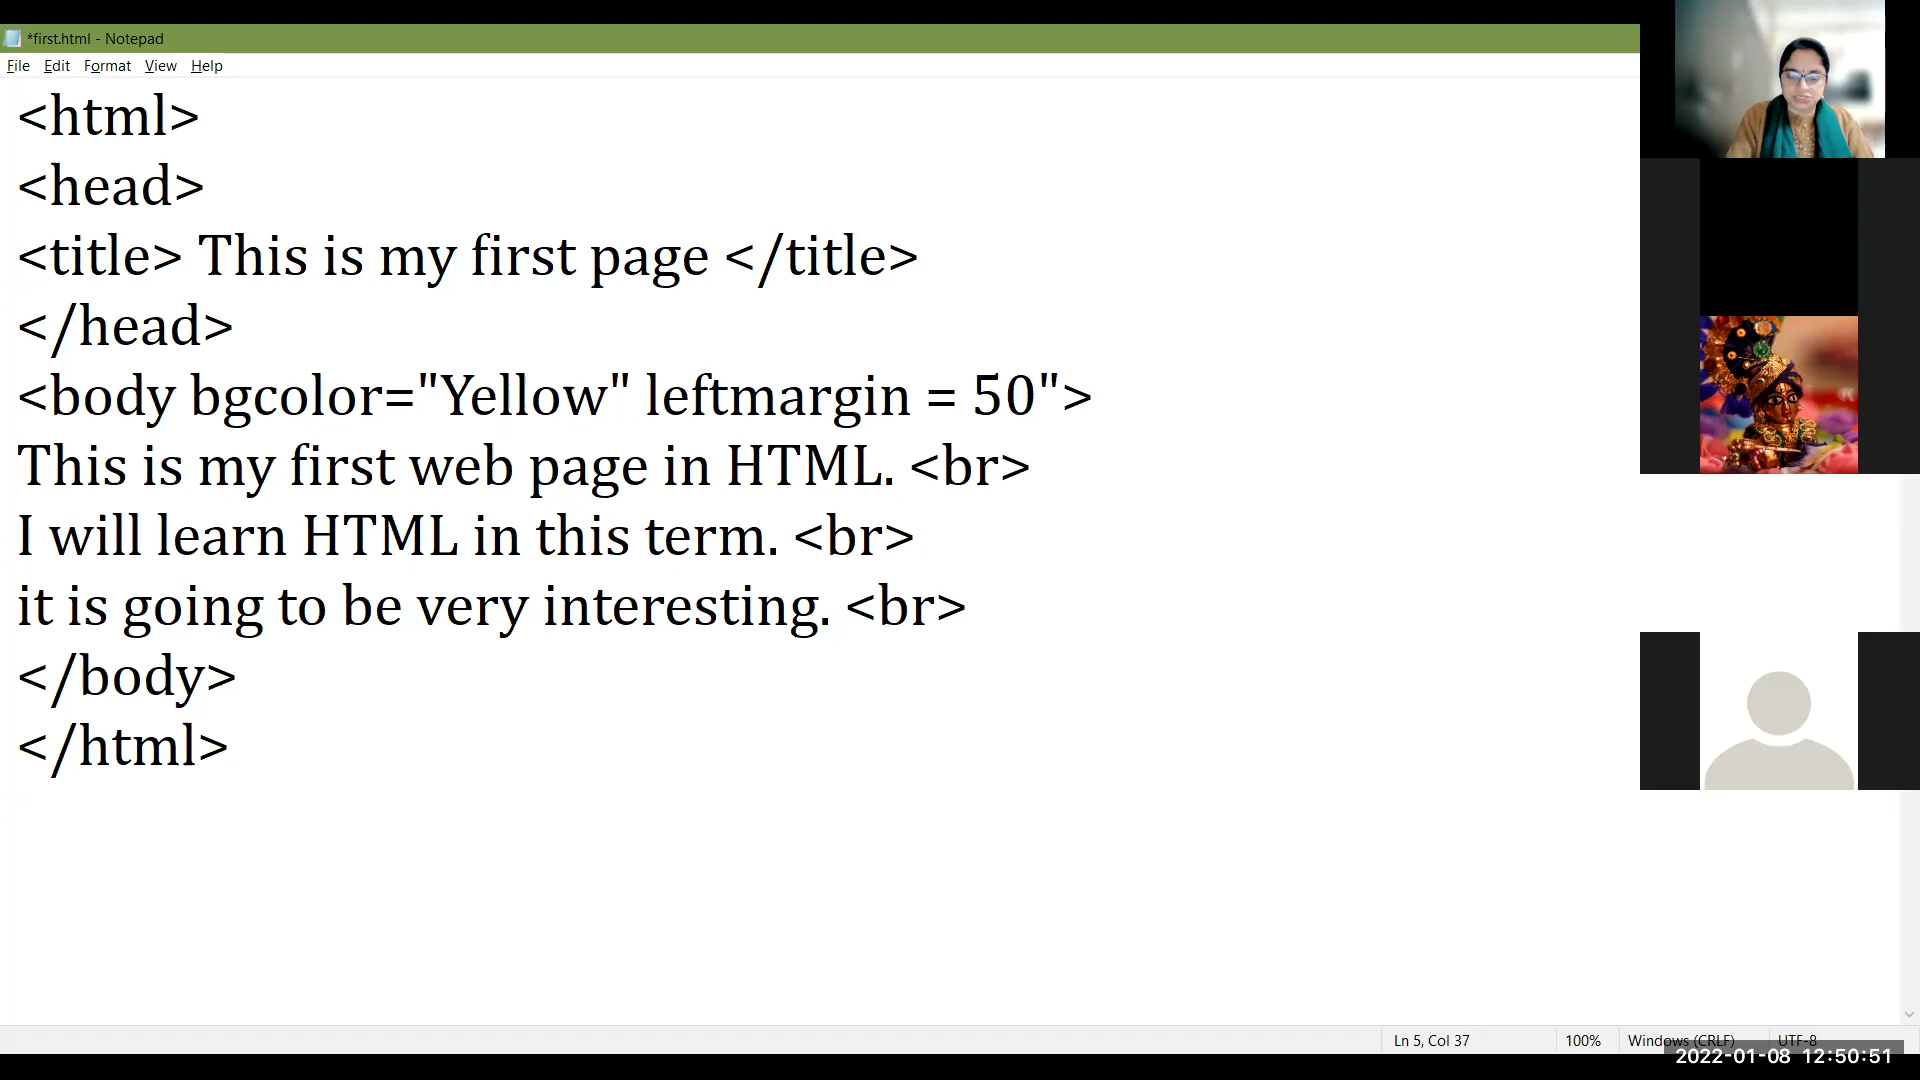 *first.html - Notepad
File Edit Format View Help
<html>
<head>
<title> This is my first page </title>
</head>
<body bgcolor="Yellow" leftmargin = 50">
This is my first web page in HTML. <br>
I will learn HTML in this term. <br>
it is going to be very interesting. <br>
</body>
</html>
Ln 5, Col 37 100% Windows (CRLF) UTF-8
2022-01-08 12:50:51